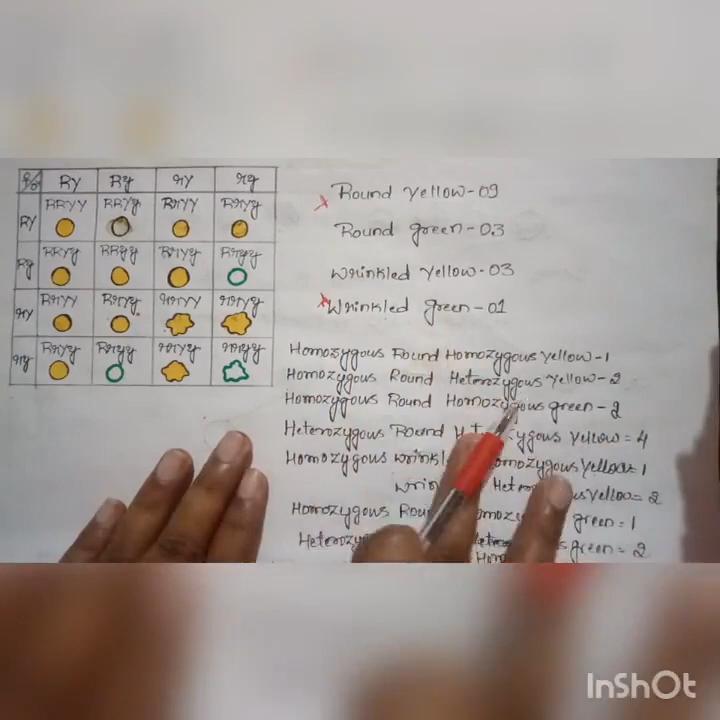 ♀/♂ RY Ry rY ry
RY RRYY RRYy RrYY RrYy
Ry RRYy RRyy RrYy Rryy
rY RrYY RrYy rrYY rrYy
ry RrYy Rryy rrYy rryy
Round Yellow-09
Round green-03
Wrinkled Yellow-03
Wrinkled green-01
Homozygous Round Homozygous Yellow-1
Homozygous Round Heterozygous Yellow-2
Homozygous Round Homozygous green-2
Heterozygous Round Yellow=4
Homozygous Yellow=1
Yellow=2
Homozygous green=1
green=2
InShOt